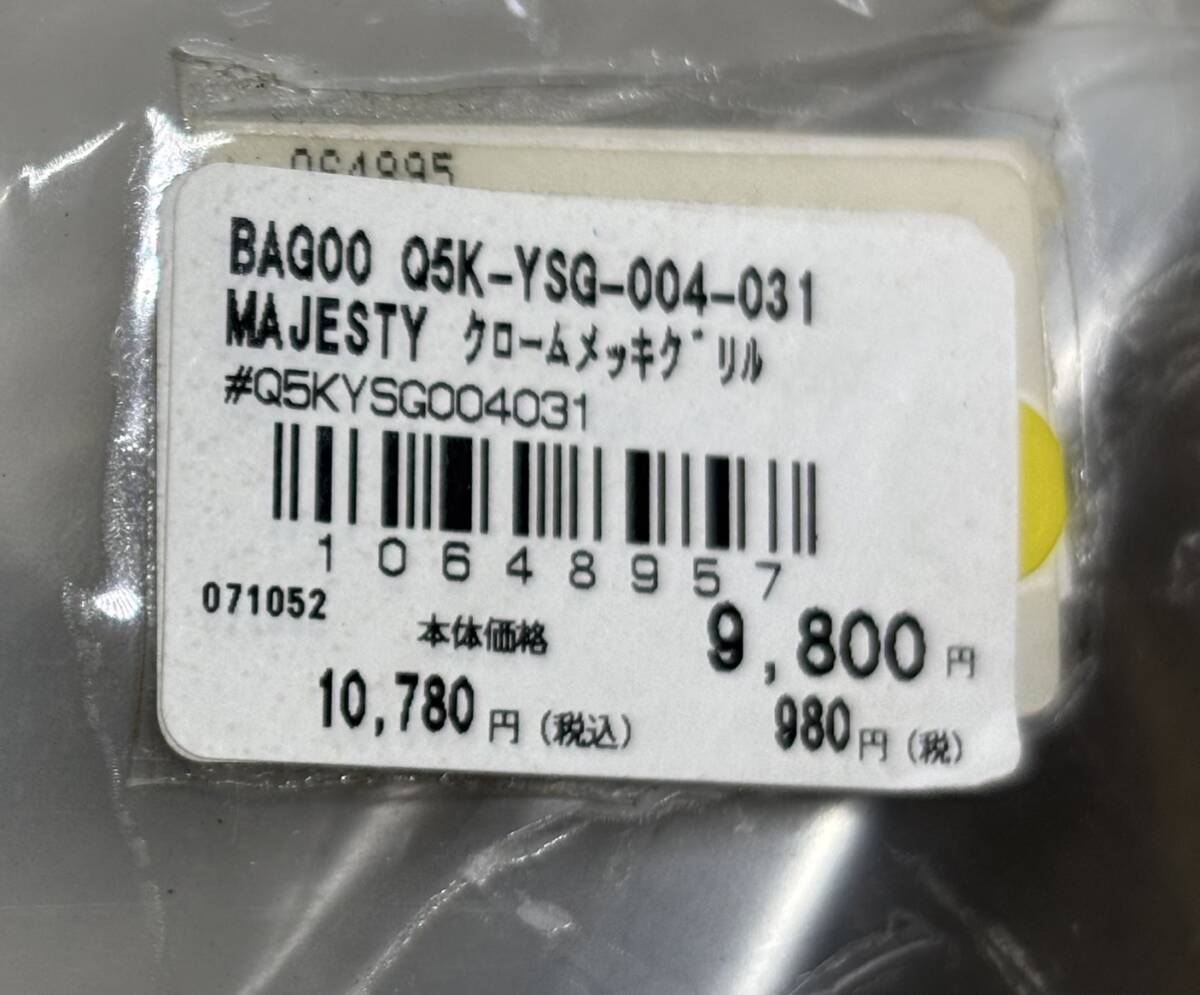 BAGOO Q5K-YSG-004-031
MAJESTY クロームメッキグリル
#Q5KYSG004031
10648957
071052
本体価格 9,800円
10,780円(税込) 980円(税)